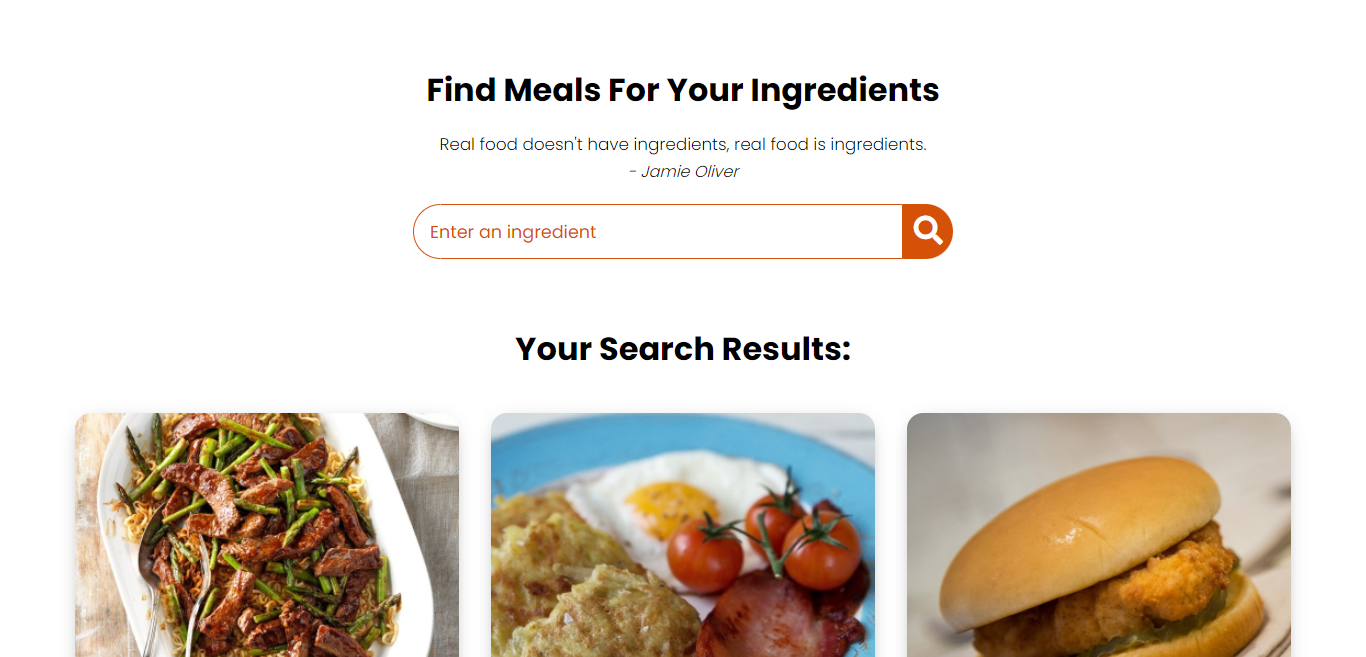 Find Meals For Your Ingredients
Real food doesn't have ingredients, real food is ingredients.
- Jamie Oliver
Enter an ingredient
Your Search Results: